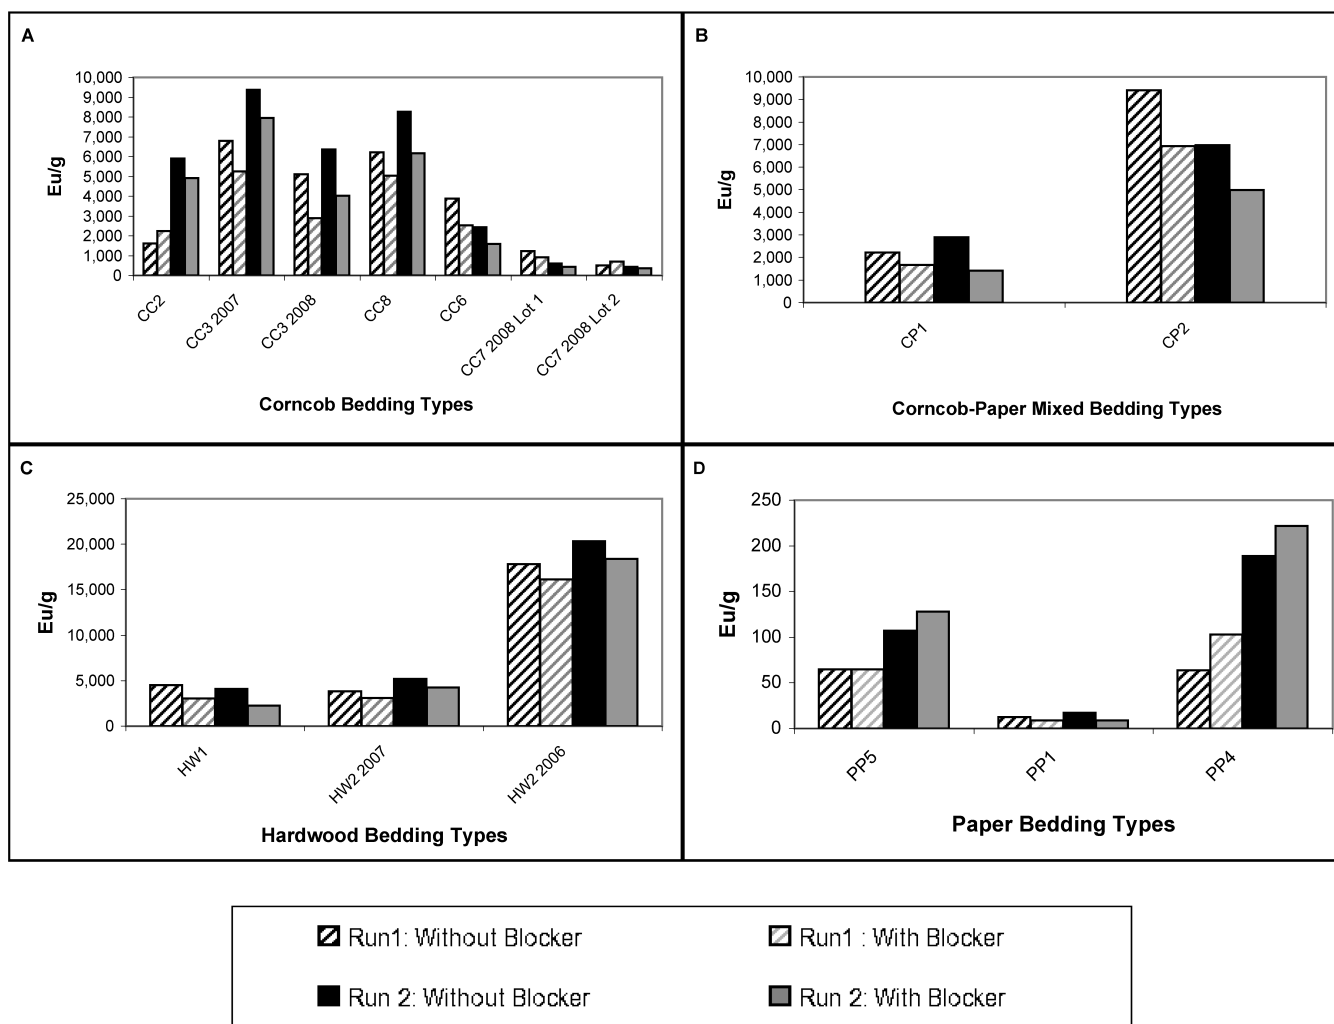 A
10,000
9,000
8,000
7,000
6,000
5,000
4,000
3,000
2,000
1,000
0
Eu/g
CC2
CC3 2007
CC3 2008
CC8
CC6
CC7 2008 Lot 1
CC7 2008 Lot 2
Corncob Bedding Types
B
10,000
9,000
8,000
7,000
6,000
5,000
4,000
3,000
2,000
1,000
0
Eu/g
CP1
CP2
Corncob-Paper Mixed Bedding Types
C
25,000
20,000
15,000
10,000
5,000
0
Eu/g
HW1
HW2 2007
HW2 2006
Hardwood Bedding Types
D
250
200
150
100
50
0
Eu/g
PP5
PP1
PP4
Paper Bedding Types
Run1: Without Blocker
Run1 : With Blocker
Run 2: Without Blocker
Run 2: With Blocker